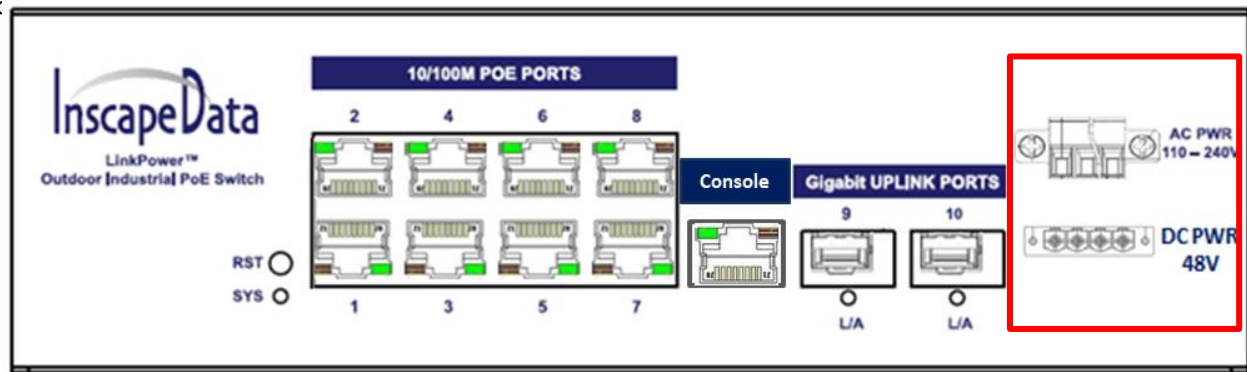 InscapeData
LinkPower™
Outdoor Industrial PoE Switch
RST
SYS
10/100M POE PORTS
2 4 6 8
1 3 5 7
Console
Gigabit UPLINK PORTS
9 10
L/A L/A
AC PWR
110 – 240V
DC PWR
48V